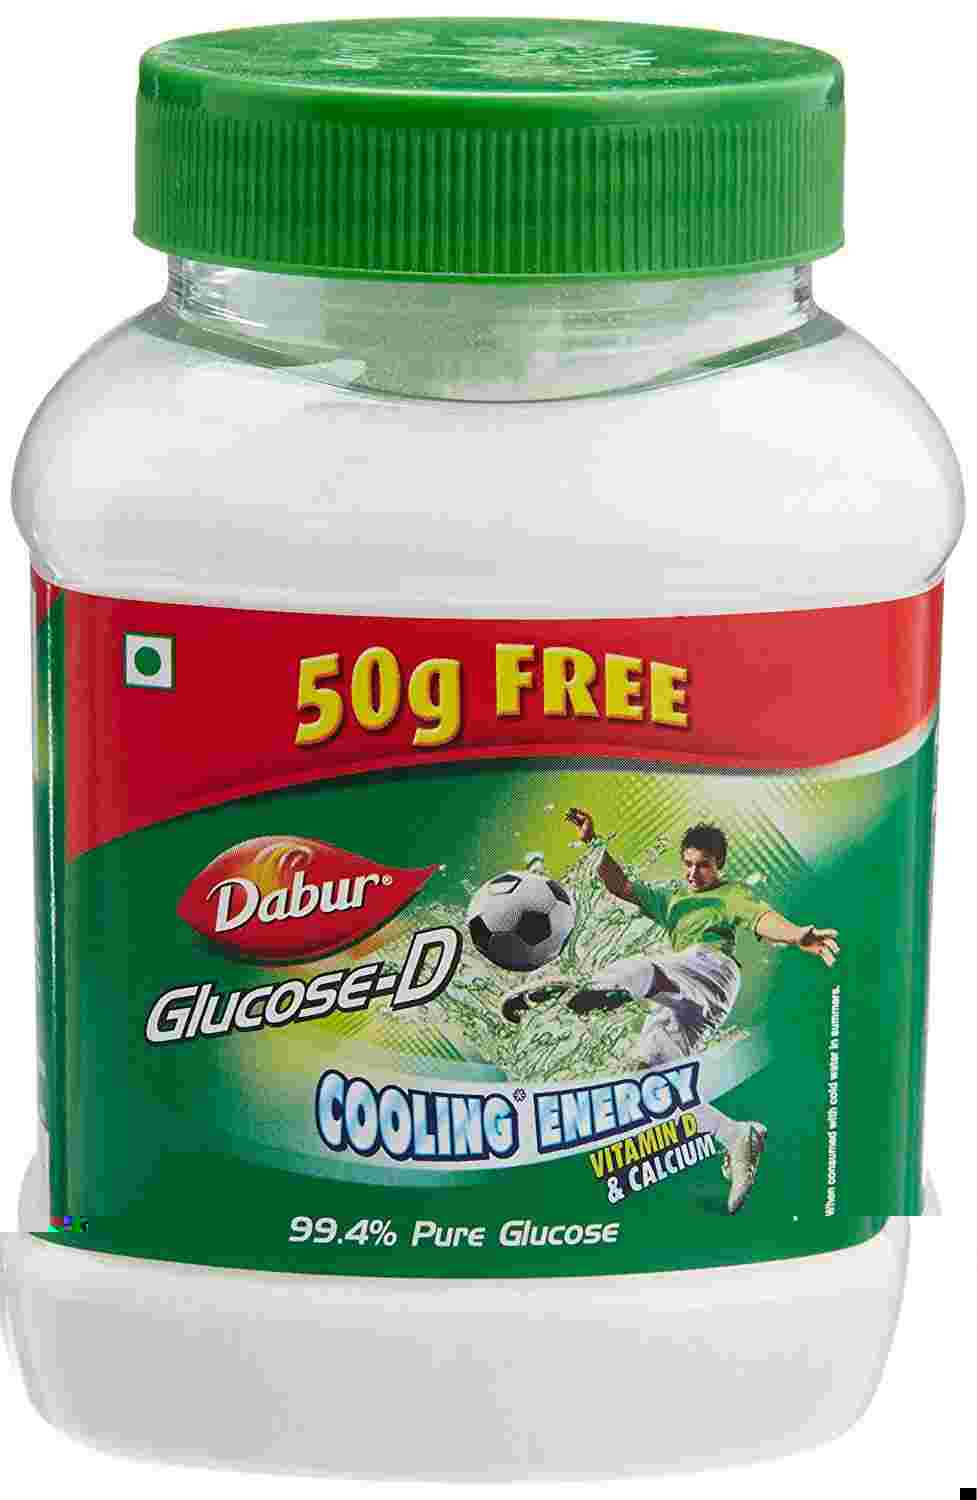 50g FREE
Dabur®
GLUCOSE-D
COOLING* ENERGY
VITAMIN D
& CALCIUM
99.4% Pure Glucose
When consumed with cold water in summers.